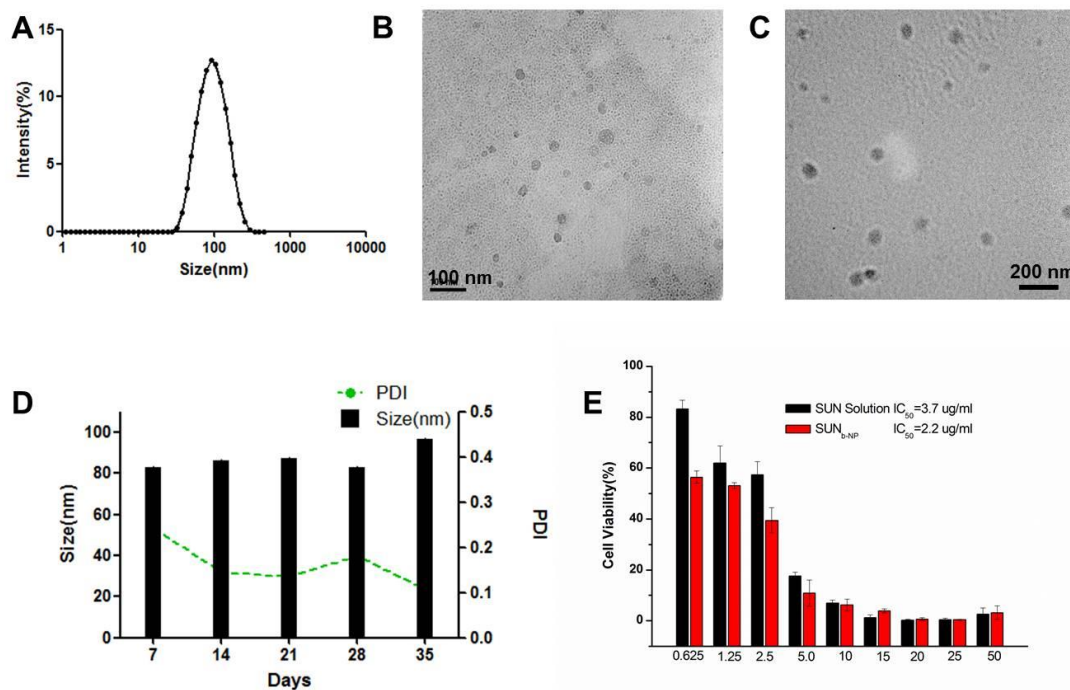 A
15
10
5
0
Intensity(%)
1 10 100 1000 10000
Size(nm)
B
100 nm
C
200 nm
D
PDI
Size(nm)
100
80
60
40
20
0
Size(nm)
0.5
0.4
0.3
0.2
0.1
0.0
PDI
7 14 21 28 35
Days
E
SUN Solution IC50=3.7 ug/ml
SUNb-NP IC50=2.2 ug/ml
100
80
60
40
20
0
Cell Viability(%)
0.625 1.25 2.5 5.0 10 15 20 25 50